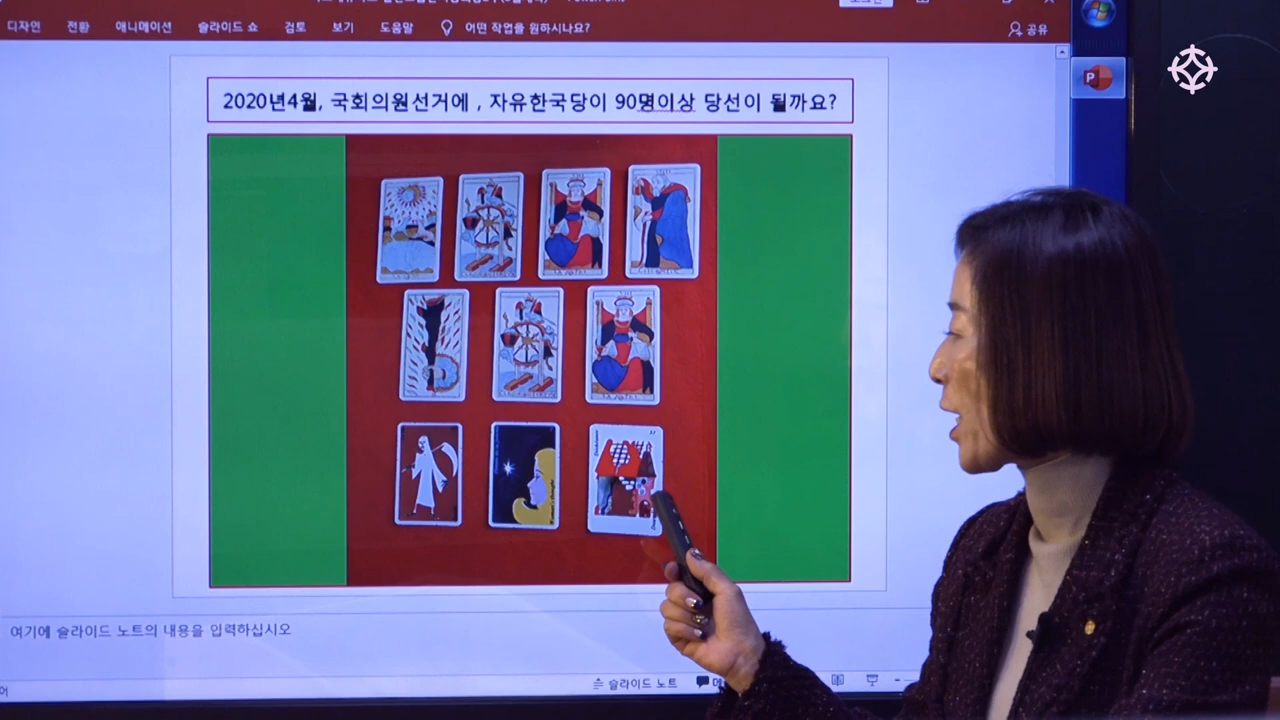 디자인 전환 애니메이션 슬라이드 쇼 검토 보기 도움말 어떤 작업을 원하시나요? 공유
2020년4월, 국회의원선거에 , 자유한국당이 90명이상 당선이 될까요?
여기에 슬라이드 노트의 내용을 입력하십시오
슬라이드 노트